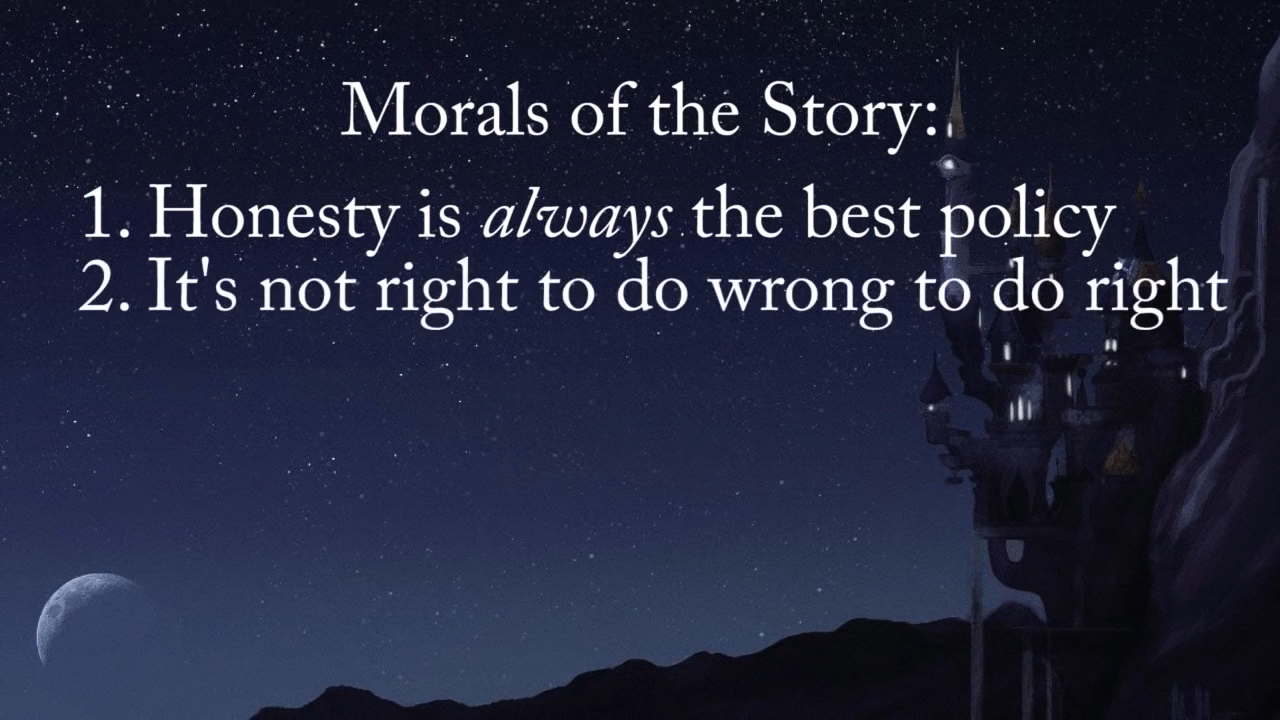 Morals of the Story:
1. Honesty is always the best policy
2. It's not right to do wrong to do right